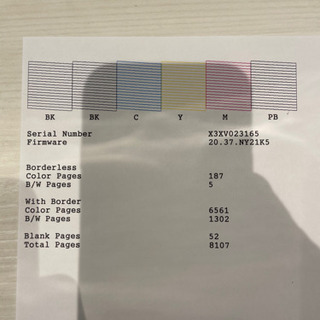 BK BK C Y M PB
Serial Number X3XV023165
Firmware 20.37.NY21K5
Borderless
Color Pages 187
B/W Pages 5
With Border
Color Pages 6561
B/W Pages 1302
Blank Pages 52
Total Pages 8107